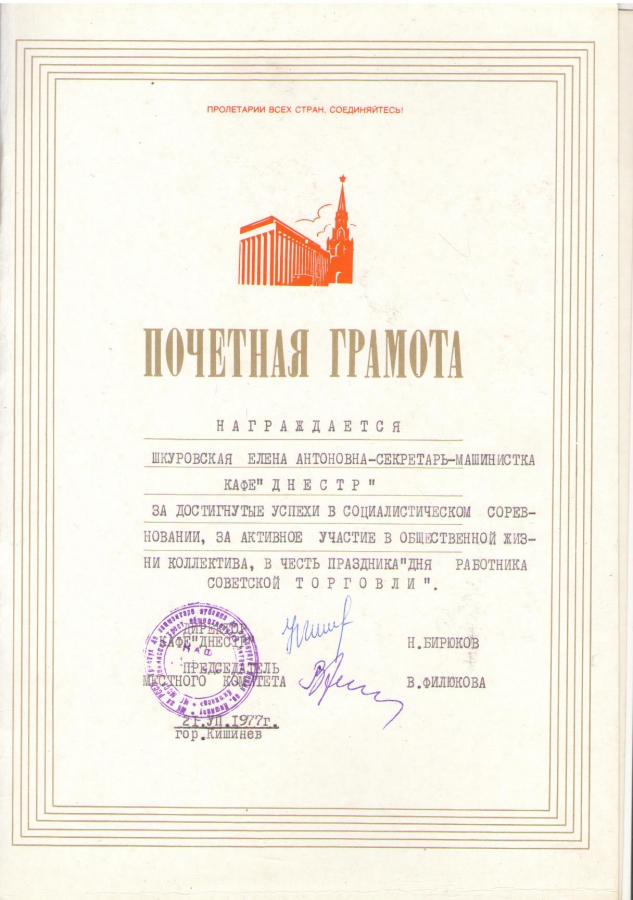 ПРОЛЕТАРИИ ВСЕХ СТРАН, СОЕДИНЯЙТЕСЬ!
ПОЧЕТНАЯ ГРАМОТА
НАГРАЖДАЕТСЯ
ШКУРОВСКАЯ ЕЛЕНА АНТОНОВНА-СЕКРЕТАРЬ-МАШИНИСТКА
КАФЕ"ДНЕСТР"
ЗА ДОСТИГНУТЫЕ УСПЕХИ В СОЦИАЛИСТИЧЕСКОМ СОРЕВ-
НОВАНИИ, ЗА АКТИВНОЕ УЧАСТИЕ В ОБЩЕСТВЕННОЙ ЖИЗ-
НИ КОЛЛЕКТИВА, В ЧЕСТЬ ПРАЗДНИКА"ДНЯ РАБОТНИКА
СОВЕТСКОЙ ТОРГОВЛИ".
ДИРЕКТОР
КАФЕ"ДНЕСТР" Н.БИРЮКОВ
ПРЕДСЕДАТЕЛЬ
МЕСТНОГО КОМИТЕТА В.ФИЛЮКОВА
21.УП.1977г.
гор.Кишинев